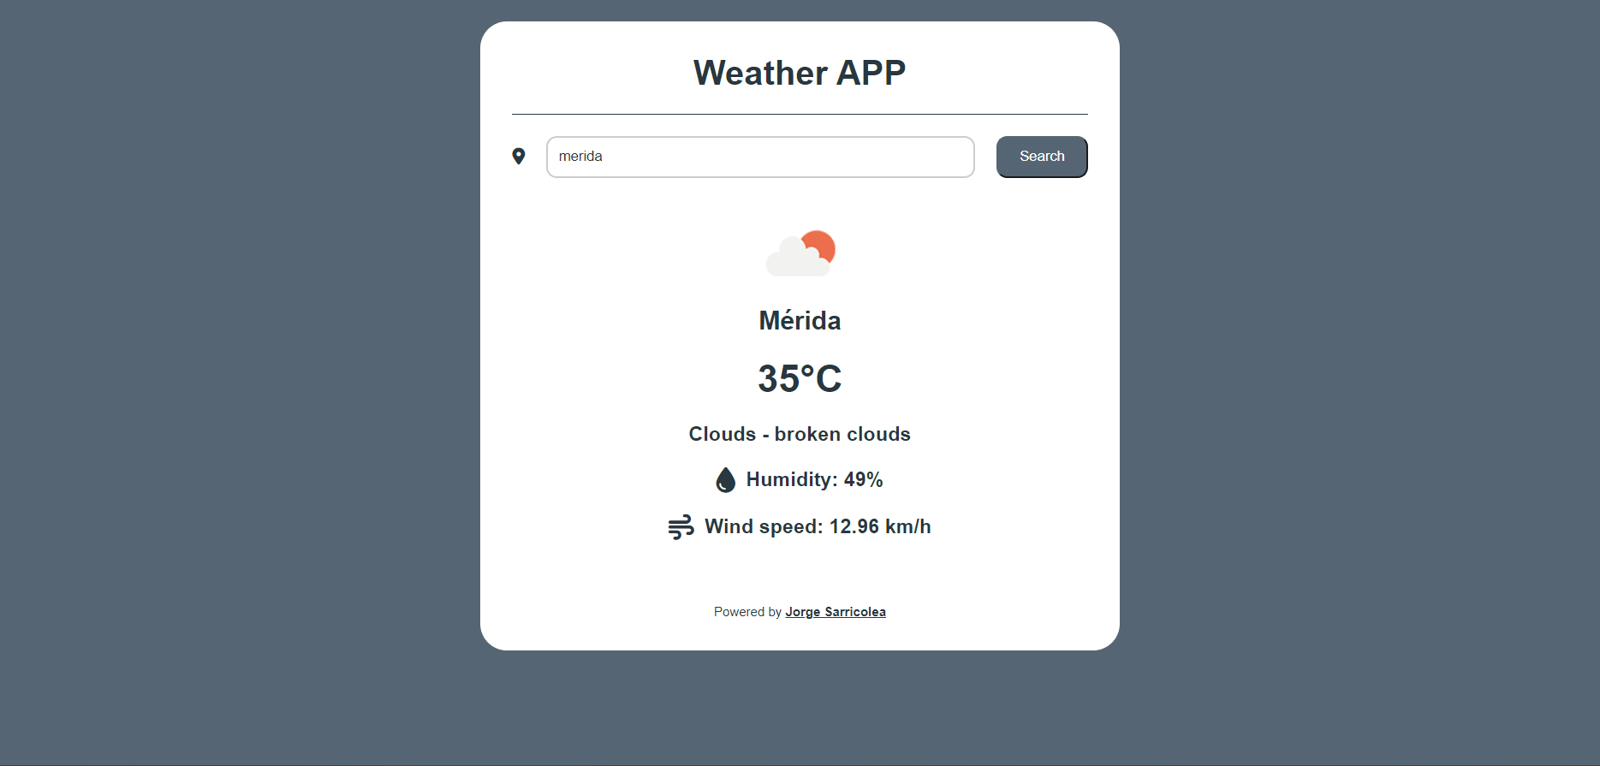 Weather APP
merida
Search
Mérida
35°C
Clouds - broken clouds
Humidity: 49%
Wind speed: 12.96 km/h
Powered by Jorge Sarricolea